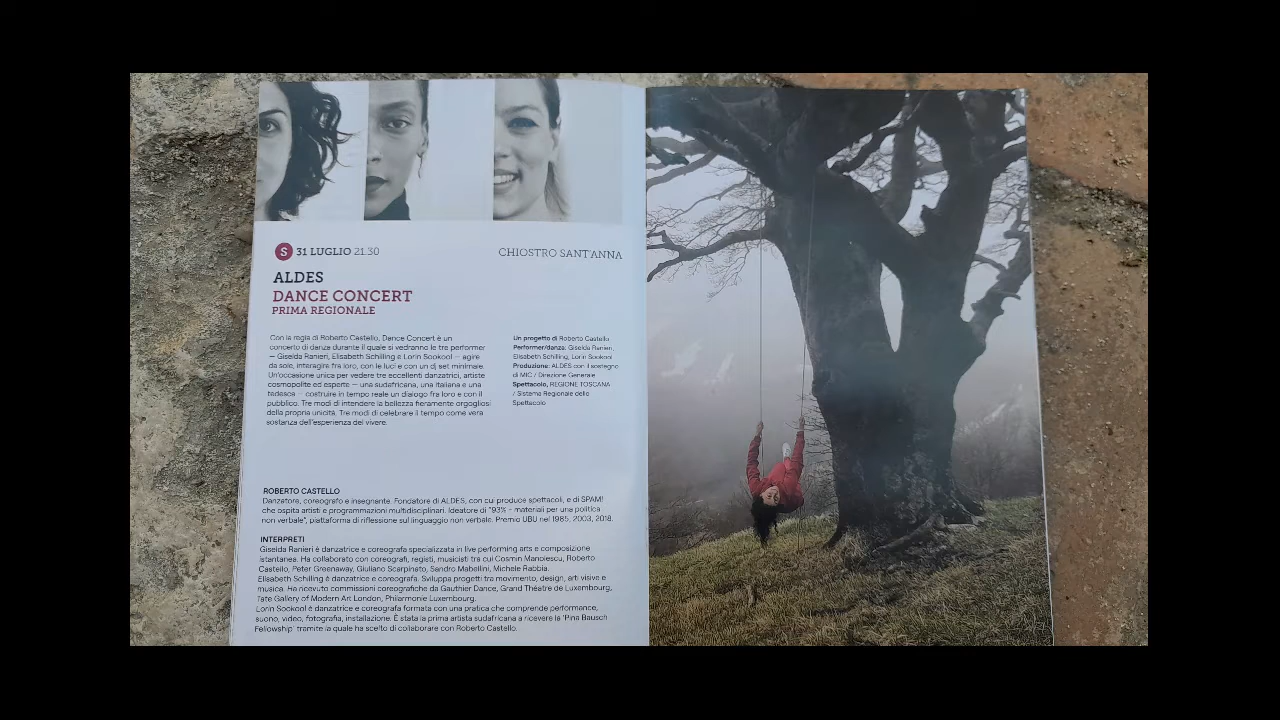 S 31 LUGLIO 21.30
CHIOSTRO SANT'ANNA
ALDES
DANCE CONCERT
PRIMA REGIONALE
Con la regia di Roberto Castello, Dance Concert è un
concerto di danza durante il quale si vedranno le tre performer
— Giselda Ranieri, Elisabeth Schilling e Lorin Sookool — agire
da sole, interagire fra loro, con le luci e con un dj set minimale.
Un'occasione unica per vedere tre eccellenti danzatrici, artiste
cosmopolite ed esperte — una sudafricana, una italiana e una
tedesca — costruire in tempo reale un dialogo fra loro e con il
pubblico. Tre modi di intendere la bellezza fieramente orgogliosi
della propria unicità. Tre modi di celebrare il tempo come vera
sostanza dell'esperienza del vivere.
Un progetto di Roberto Castello
Performer/danza: Giselda Ranieri,
Elisabeth Schilling, Lorin Sookool
Produzione: ALDES con il sostegno
di MIC / Direzione Generale
Spettacolo, REGIONE TOSCANA
/ Sistema Regionale dello
Spettacolo
ROBERTO CASTELLO
Danzatore, coreografo e insegnante. Fondatore di ALDES, con cui produce spettacoli, e di SPAM!
che ospita artisti e programmazioni multidisciplinari. Ideatore di "93% - materiali per una politica
non verbale", piattaforma di riflessione sul linguaggio non verbale. Premio UBU nel 1985, 2003, 2018.
INTERPRETI
Giselda Ranieri è danzatrice e coreografa specializzata in live performing arts e composizione
istantanea. Ha collaborato con coreografi, registi, musicisti tra cui Cosmin Manolescu, Roberto
Castello, Peter Greenaway, Giuliano Scarpinato, Sandro Mabellini, Michele Rabbia.
Elisabeth Schilling è danzatrice e coreografa. Sviluppa progetti tra movimento, design, arti visive e
musica. Ha ricevuto commissioni coreografiche da Gauthier Dance, Grand Théatre de Luxembourg,
Tate Gallery of Modern Art London, Philarmonie Luxembourg.
Lorin Sookool è danzatrice e coreografa formata con una pratica che comprende performance,
suono, video, fotografia, installazione. È stata la prima artista sudafricana a ricevere la 'Pina Bausch
Fellowship' tramite la quale ha scelto di collaborare con Roberto Castello.